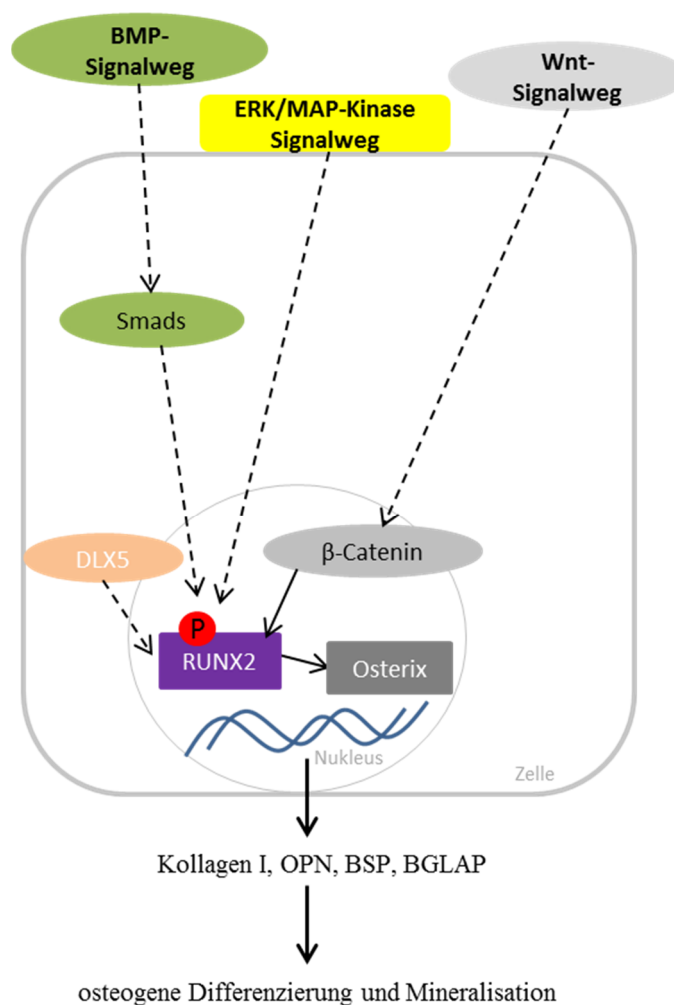 BMP-
Signalweg
Wnt-
Signalweg
ERK/MAP-Kinase
Signalweg
Smads
DLX5
β-Catenin
P
RUNX2
Osterix
Nukleus
Zelle
Kollagen I, OPN, BSP, BGLAP
osteogene Differenzierung und Mineralisation